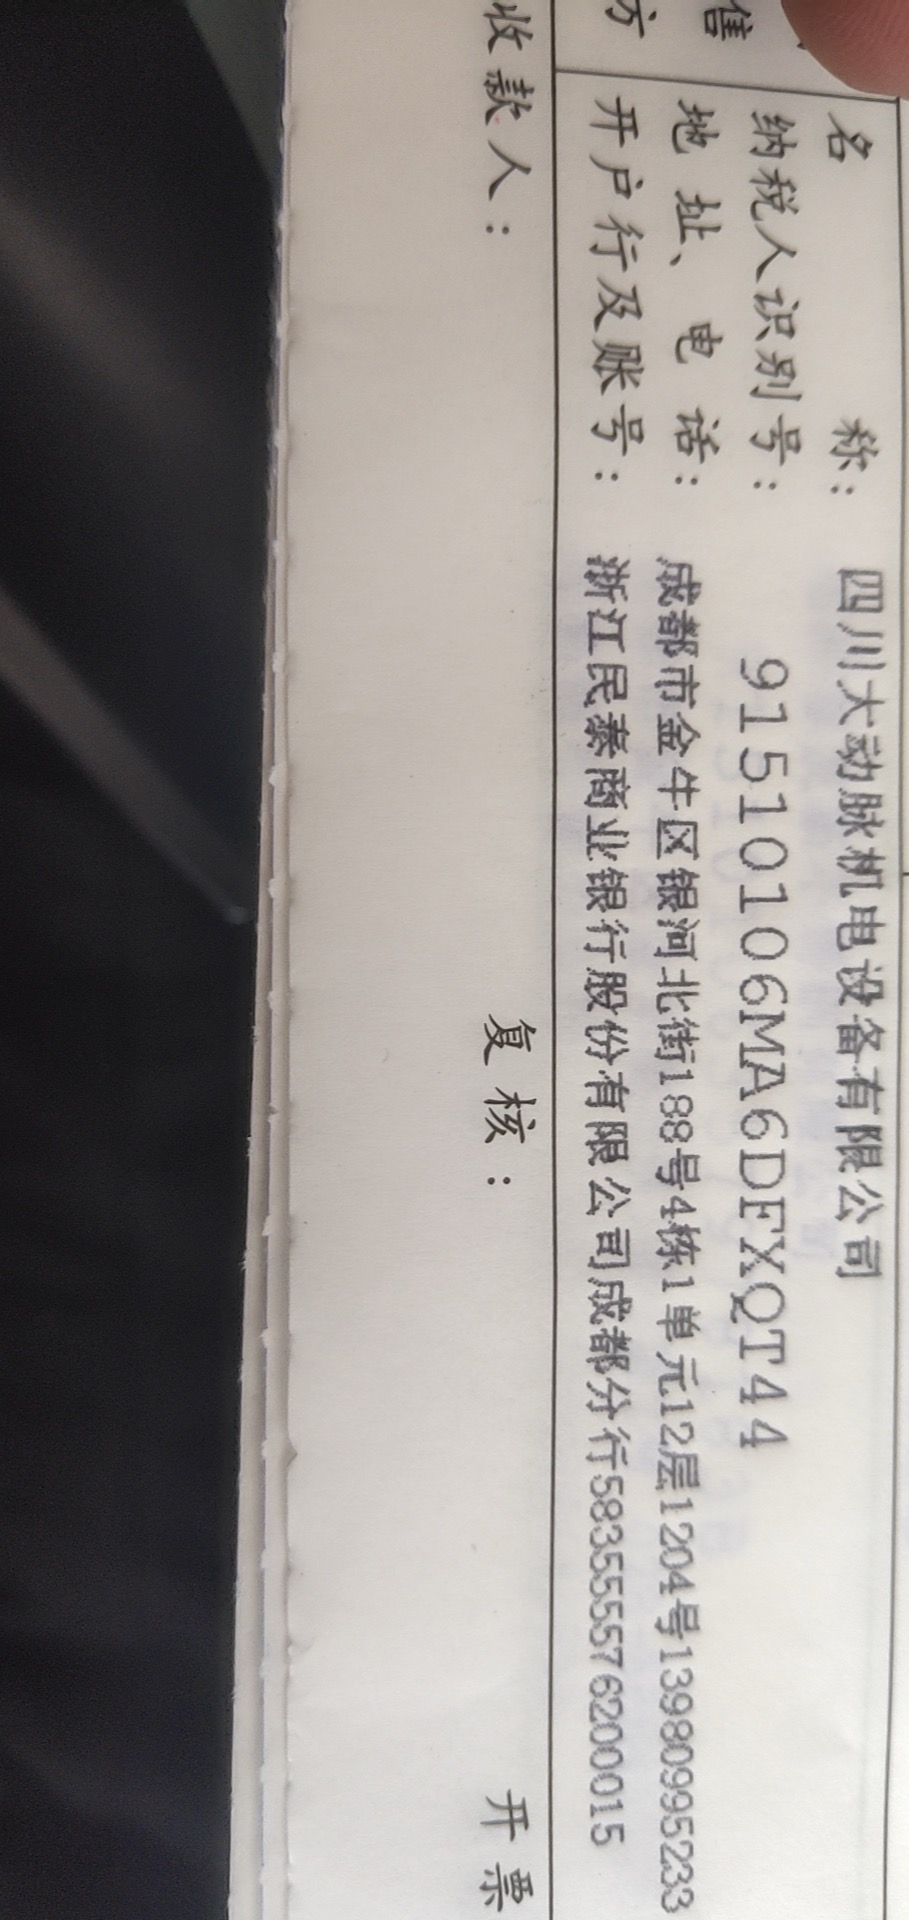 售
方
名 称：四川大动脉机电设备有限公司
纳税人识别号：91510106MA6DFXQT44
地 址、电 话：成都市金牛区银河北街188号4栋1单元12层1204号13980995233
开户行及账号：浙江民泰商业银行股份有限公司成都分行583555576200015
收款人： 复核： 开票